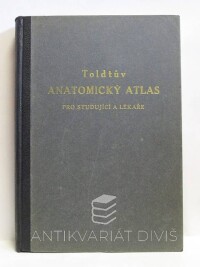 Toldtův
ANATOMICKÝ ATLAS
PRO STUDUJÍCÍ A LÉKAŘE
ANTIKVARIÁT DIVIŠ